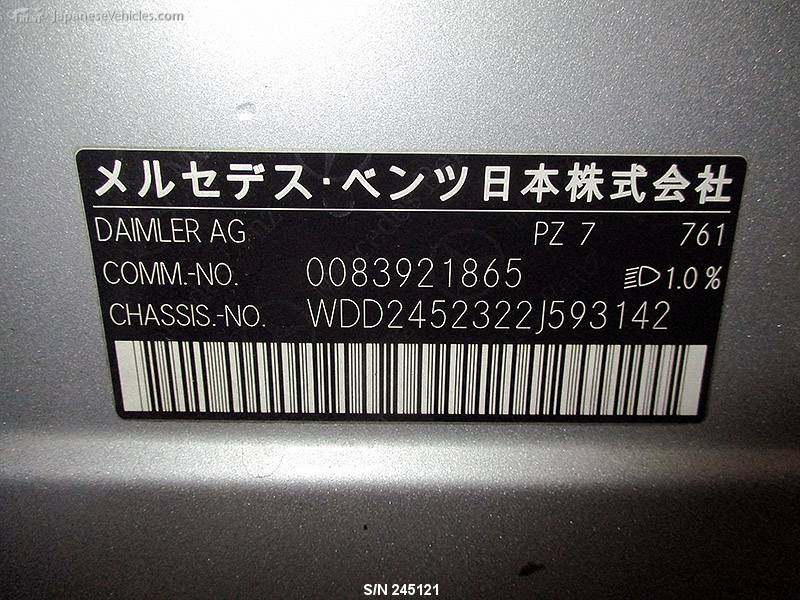 JapaneseVehicles.com
メルセデス・ベンツ日本株式会社
DAIMLER AG PZ 7 761
COMM.-NO. 0083921865 1.0%
CHASSIS.-NO. WDD2452322J593142
S/N 245121